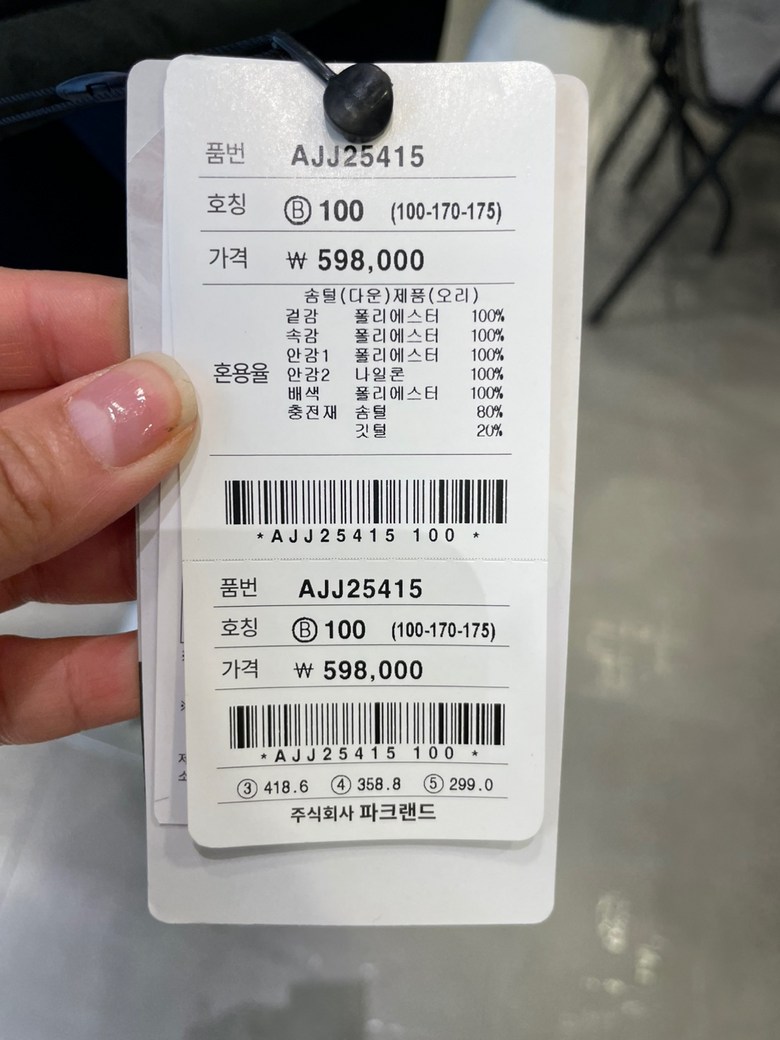 품번 AJJ25415
호칭 Ⓑ 100 (100-170-175)
가격 ₩ 598,000
솜털(다운)제품(오리)
겉감 폴리에스터 100%
속감 폴리에스터 100%
안감1 폴리에스터 100%
혼용율 안감2 나일론 100%
배색 폴리에스터 100%
충전재 솜털 80%
깃털 20%
*AJJ25415 100 *
품번 AJJ25415
호칭 Ⓑ 100 (100-170-175)
가격 ₩ 598,000
*AJJ25415 100 *
③ 418.6 ④ 358.8 ⑤ 299.0
주식회사 파크랜드